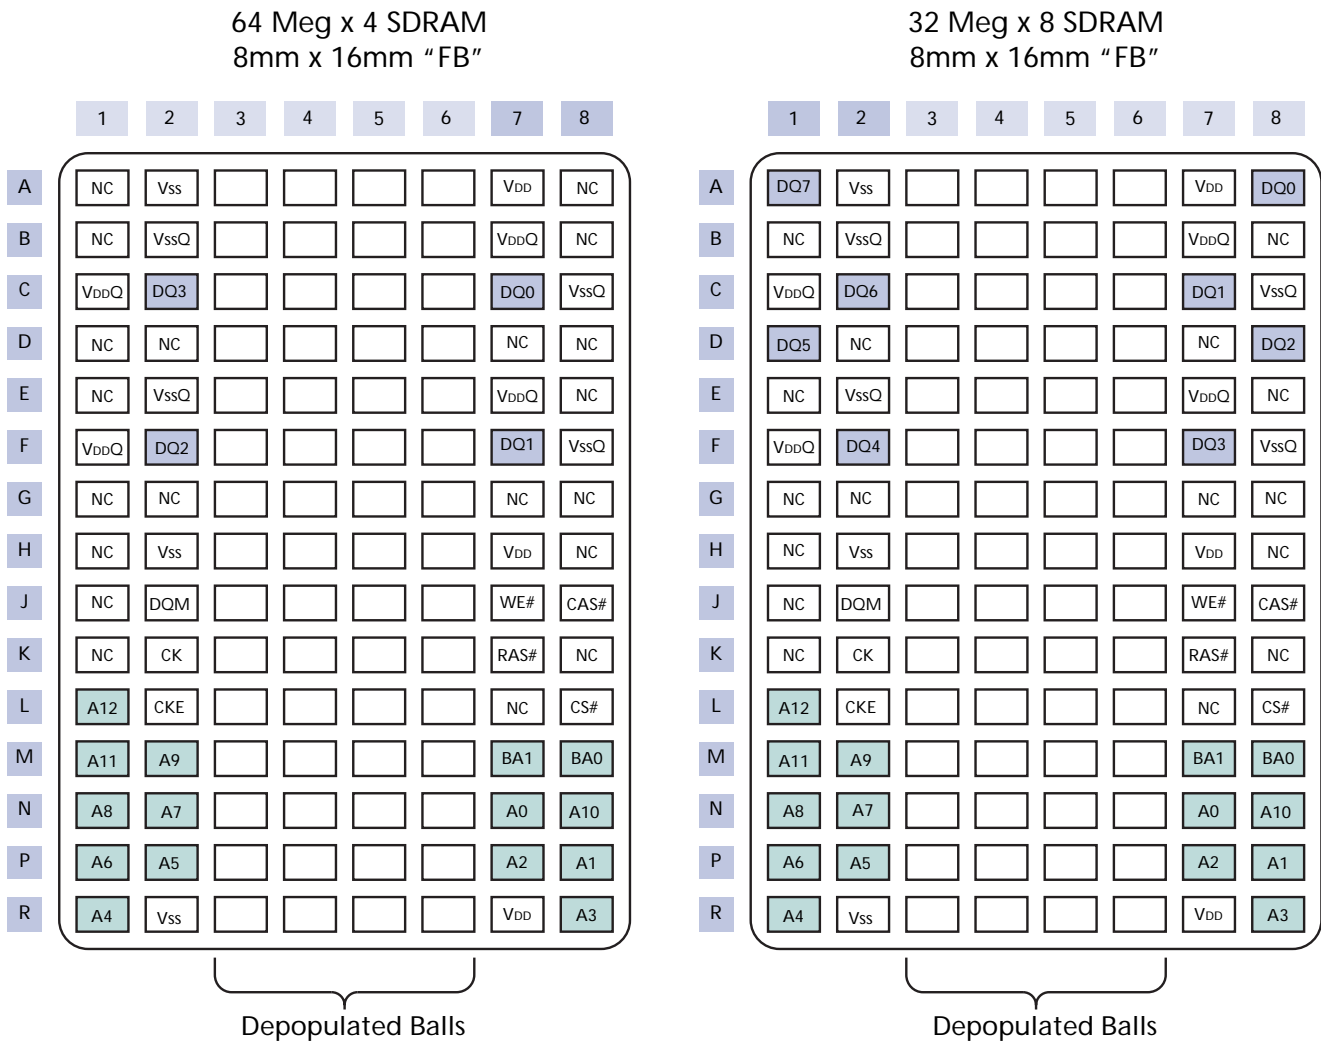 64 Meg x 4 SDRAM
8mm x 16mm “FB”
1 2 3 4 5 6 7 8
A NC Vss VDD NC
B NC VssQ VDDQ NC
C VDDQ DQ3 DQ0 VssQ
D NC NC NC NC
E NC VssQ VDDQ NC
F VDDQ DQ2 DQ1 VssQ
G NC NC NC NC
H NC Vss VDD NC
J NC DQM WE# CAS#
K NC CK RAS# NC
L A12 CKE NC CS#
M A11 A9 BA1 BA0
N A8 A7 A0 A10
P A6 A5 A2 A1
R A4 Vss VDD A3
Depopulated Balls
32 Meg x 8 SDRAM
8mm x 16mm “FB”
1 2 3 4 5 6 7 8
A DQ7 Vss VDD DQ0
B NC VssQ VDDQ NC
C VDDQ DQ6 DQ1 VssQ
D DQ5 NC NC DQ2
E NC VssQ VDDQ NC
F VDDQ DQ4 DQ3 VssQ
G NC NC NC NC
H NC Vss VDD NC
J NC DQM WE# CAS#
K NC CK RAS# NC
L A12 CKE NC CS#
M A11 A9 BA1 BA0
N A8 A7 A0 A10
P A6 A5 A2 A1
R A4 Vss VDD A3
Depopulated Balls